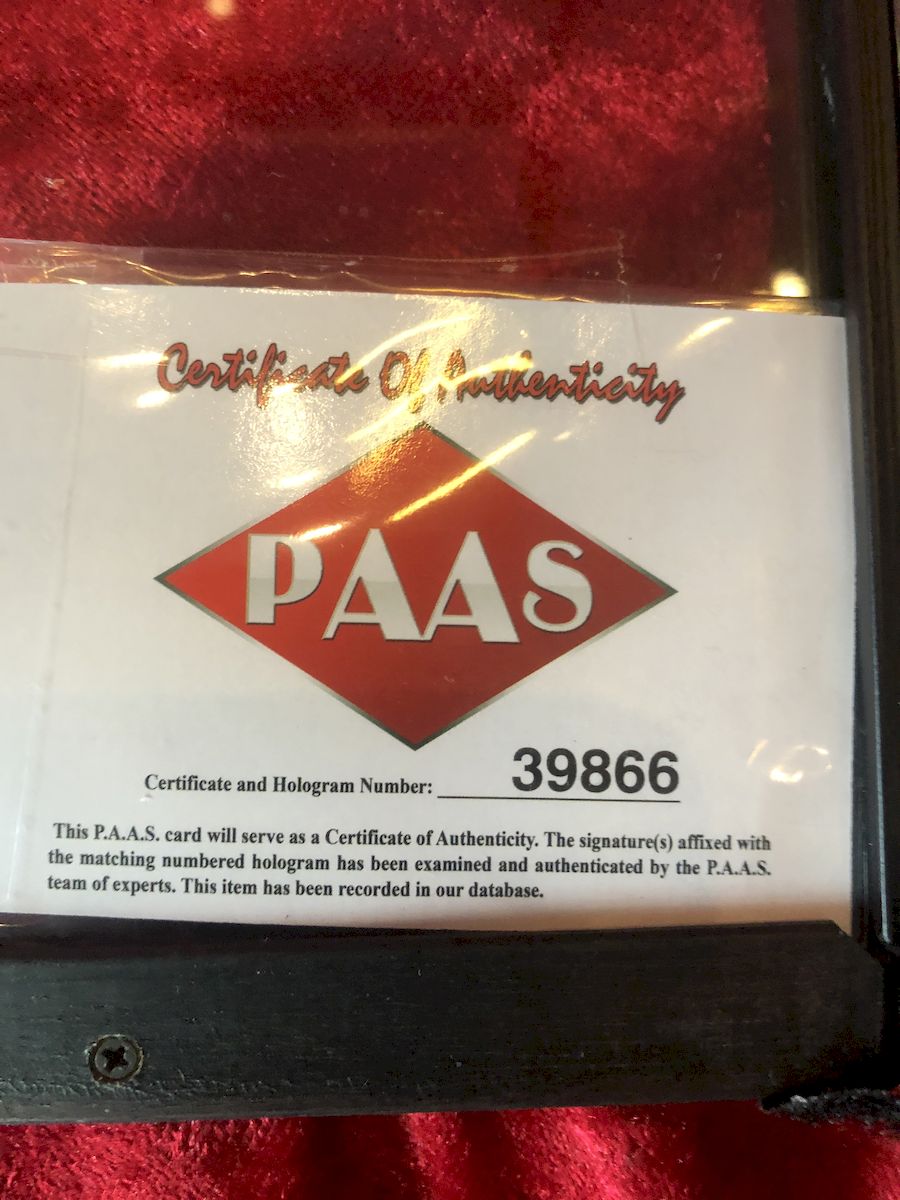 Certificate Of Authenticity
PAAS
Certificate and Hologram Number: 39866
This P.A.A.S. card will serve as a Certificate of Authenticity. The signature(s) affixed with
the matching numbered hologram has been examined and authenticated by the P.A.A.S.
team of experts. This item has been recorded in our database.